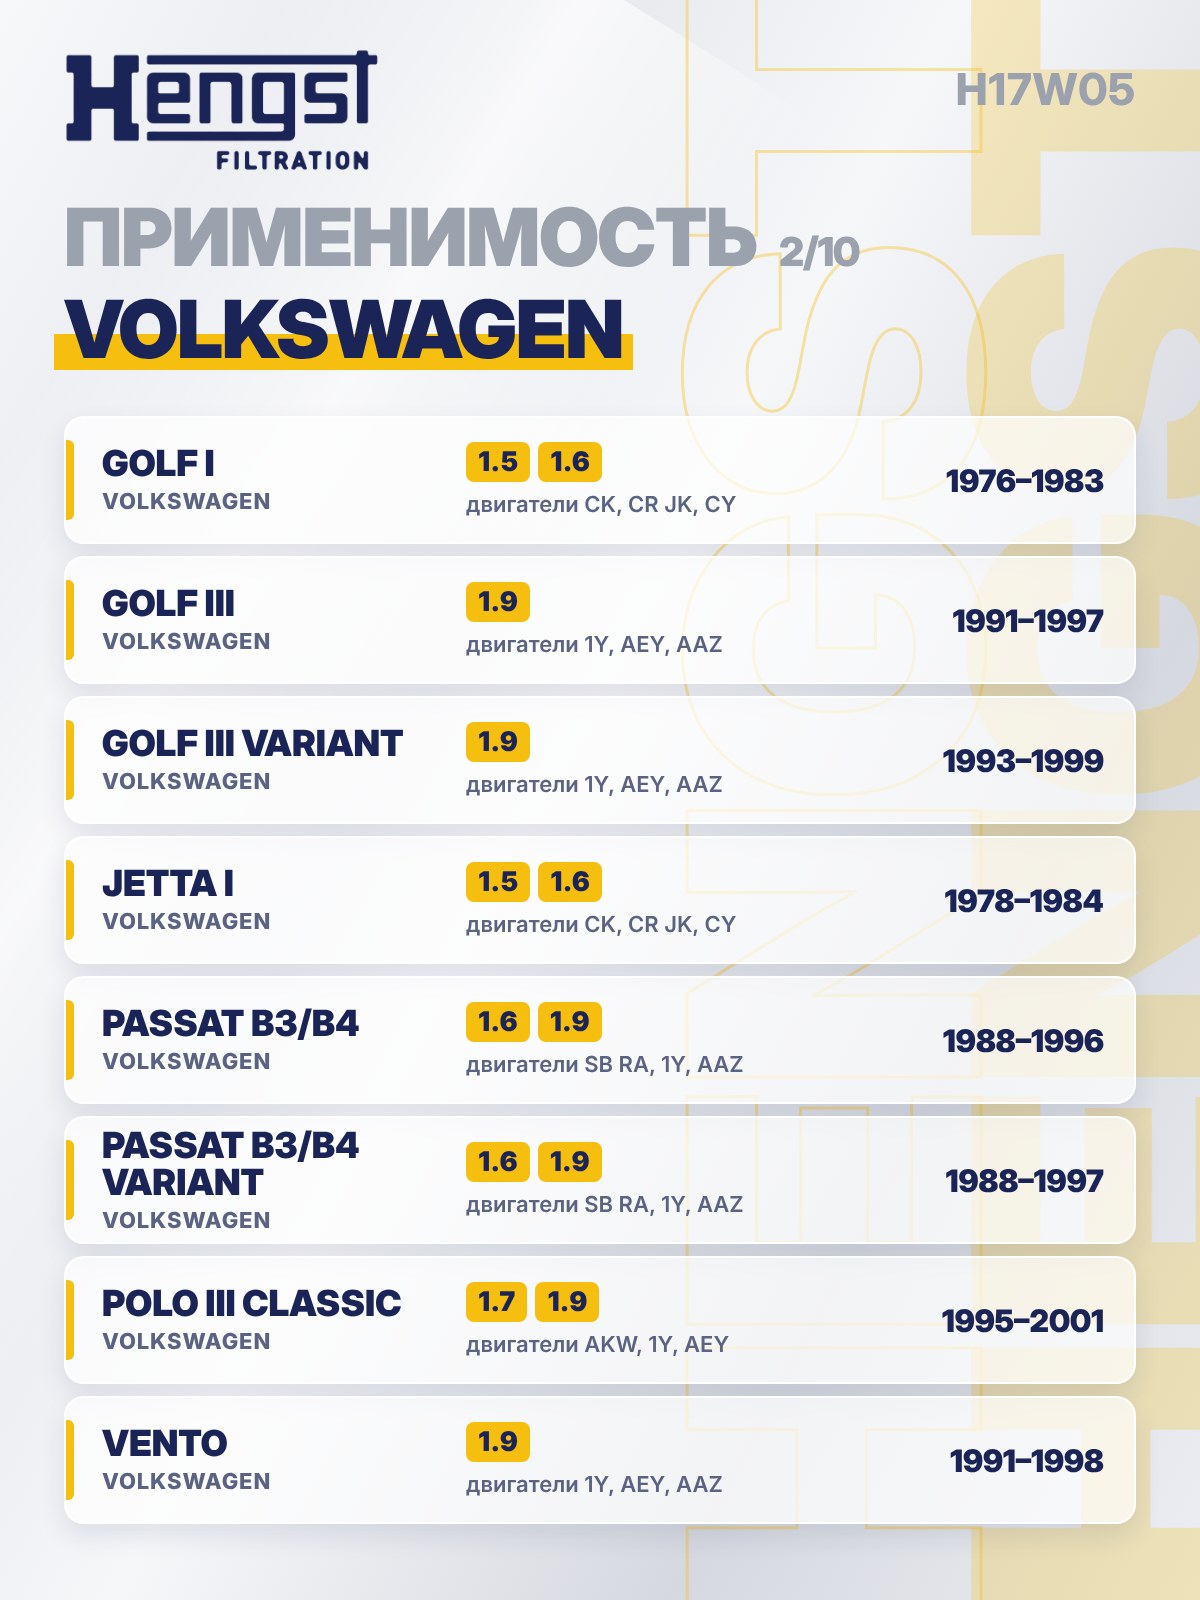 Hengst
FILTRATION
H17W05
ПРИМЕНИМОСТЬ 2/10
VOLKSWAGEN
GOLF I
VOLKSWAGEN
1.5 1.6
двигатели CK, CR JK, CY
1976–1983
GOLF III
VOLKSWAGEN
1.9
двигатели 1Y, AEY, AAZ
1991–1997
GOLF III VARIANT
VOLKSWAGEN
1.9
двигатели 1Y, AEY, AAZ
1993–1999
JETTA I
VOLKSWAGEN
1.5 1.6
двигатели CK, CR JK, CY
1978–1984
PASSAT B3/B4
VOLKSWAGEN
1.6 1.9
двигатели SB RA, 1Y, AAZ
1988–1996
PASSAT B3/B4
VARIANT
VOLKSWAGEN
1.6 1.9
двигатели SB RA, 1Y, AAZ
1988–1997
POLO III CLASSIC
VOLKSWAGEN
1.7 1.9
двигатели AKW, 1Y, AEY
1995–2001
VENTO
VOLKSWAGEN
1.9
двигатели 1Y, AEY, AAZ
1991–1998
HENGST
HENGST